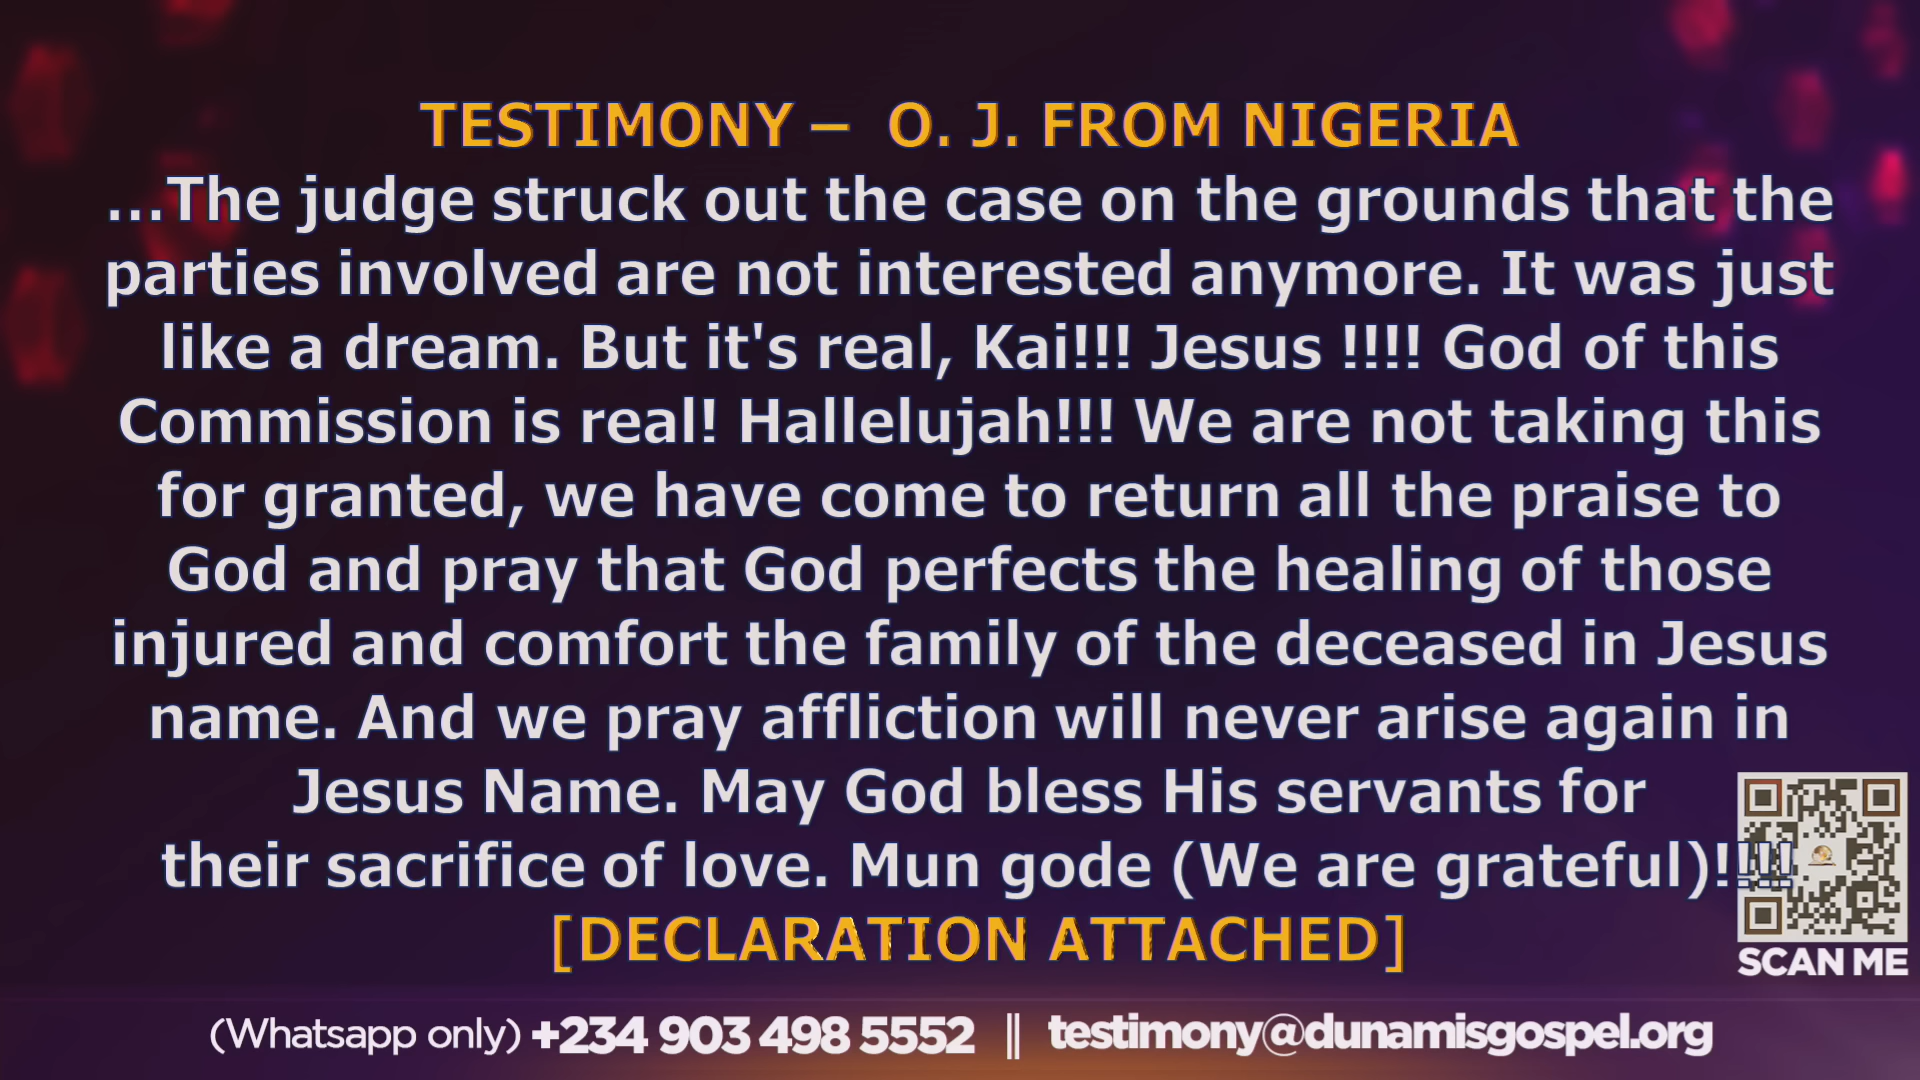 TESTIMONY – O. J. FROM NIGERIA
...The judge struck out the case on the grounds that the
parties involved are not interested anymore. It was just
like a dream. But it's real, Kai!!! Jesus !!!! God of this
Commission is real! Hallelujah!!! We are not taking this
for granted, we have come to return all the praise to
God and pray that God perfects the healing of those
injured and comfort the family of the deceased in Jesus
name. And we pray affliction will never arise again in
Jesus Name. May God bless His servants for
their sacrifice of love. Mun gode (We are grateful)!!!!
[DECLARATION ATTACHED]
SCAN ME
(Whatsapp only) +234 903 498 5552 || testimony@dunamisgospel.org